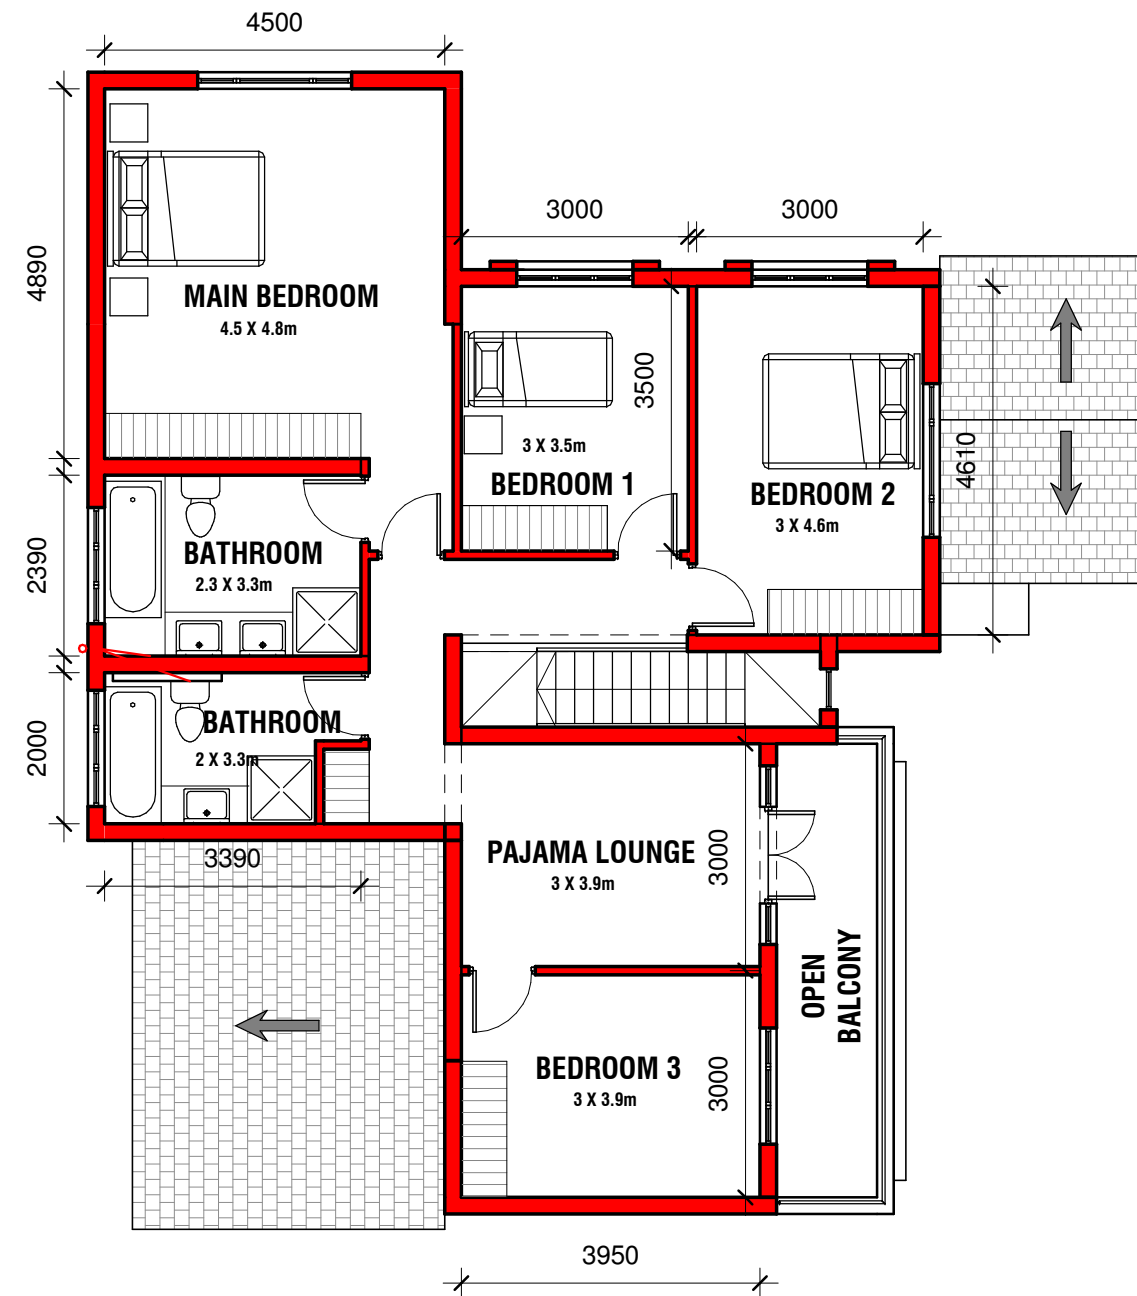 4500
3000
3000
4890
MAIN BEDROOM
4.5 X 4.8m
3500
3 X 3.5m
BEDROOM 1
BEDROOM 2
3 X 4.6m
4610
2390
BATHROOM
2.3 X 3.3m
2000
BATHROOM
2 X 3.3m
3390
PAJAMA LOUNGE
3 X 3.9m
3000
OPEN
BALCONY
BEDROOM 3
3 X 3.9m
3000
3950